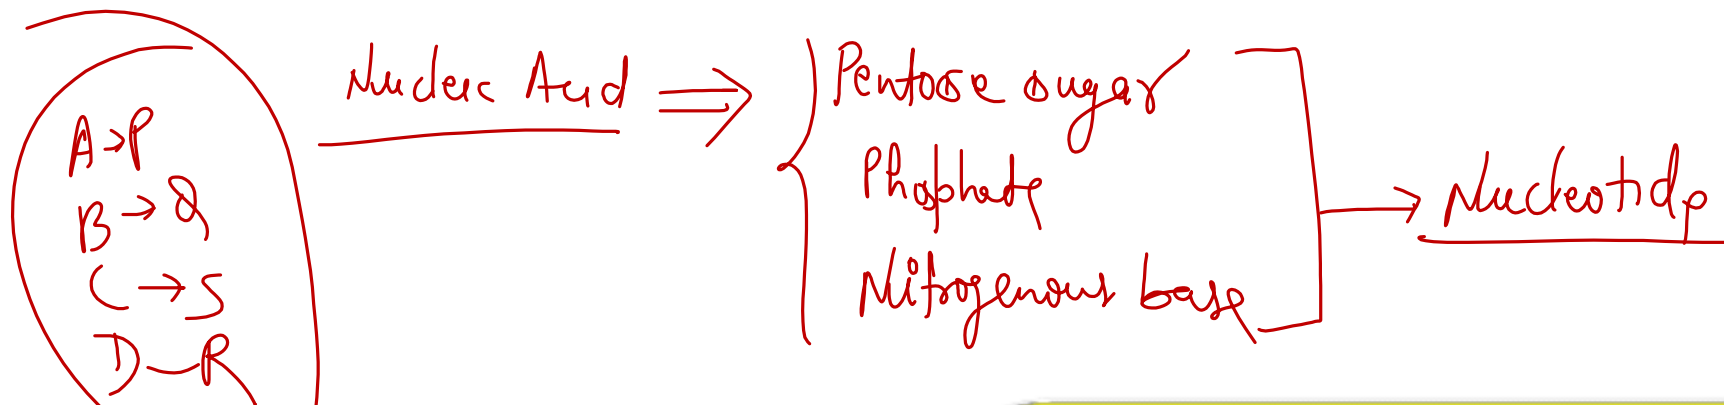 A → P
B → Q
C → S
D — R
Nucleic Acid ⇒
Pentose sugar
Phosphate
Nitrogenous base
→ Nucleotide